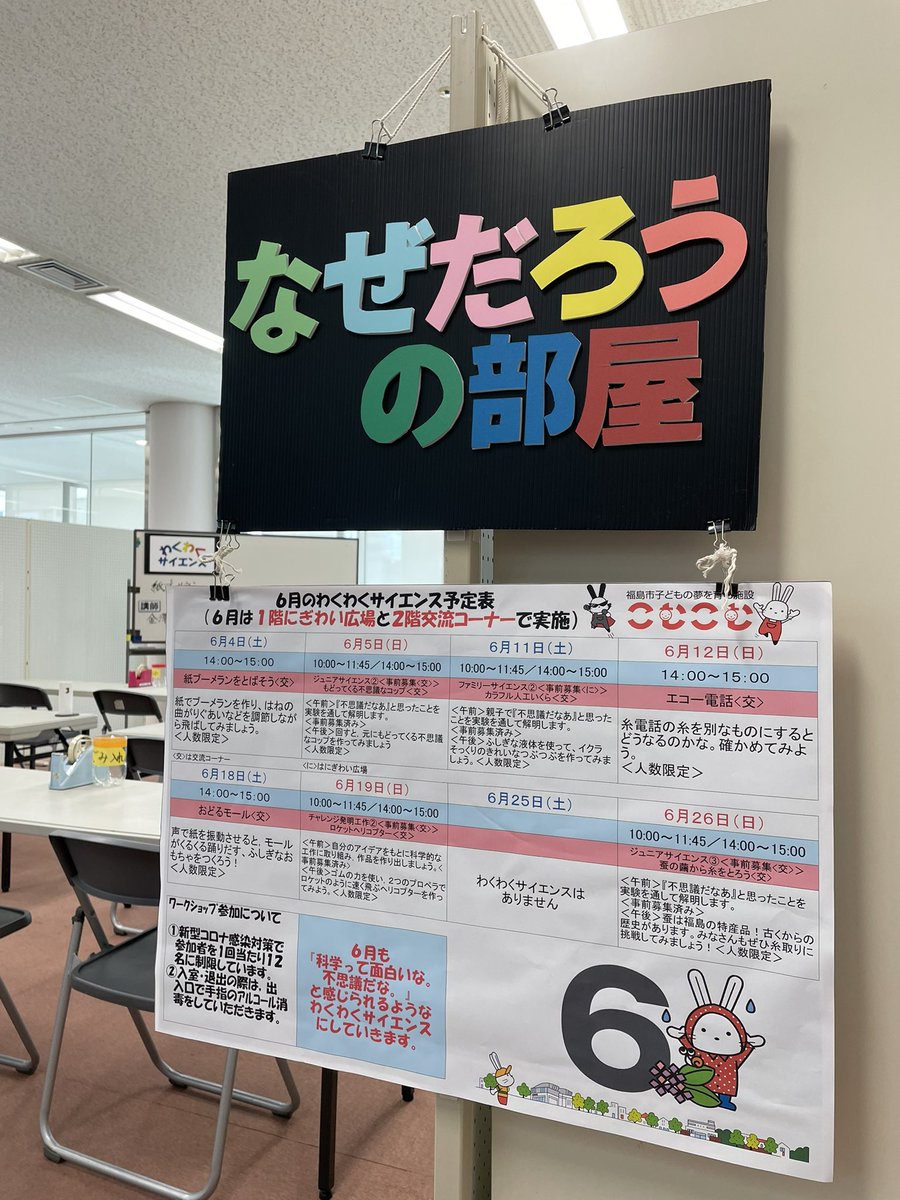 なぜだろう
の部屋
わくわく
サイエンス
講師
6月のわくわくサイエンス予定表
(6月は1階にぎわい広場と2階交流コーナーで実施)
福島市子どもの夢を育む施設
こむこむ
6月4日(土)
14:00〜15:00
紙ブーメランをとばそう<交>
紙でブーメランを作り、はねの
曲がりぐあいなどを調節しなが
ら飛ばしてみましょう。
<人数限定>
6月5日(日)
10:00〜11:45/14:00〜15:00
ジュニアサイエンス②<事前募集<交>>
もどってくる不思議なコップ<交>
<午前>『不思議だなあ』と思ったことを
実験を通して解明します。
<事前募集済み>
<午後>回すと、元にもどってくる不思議
なコップを作ってみましょう
<人数限定>
6月11日(土)
10:00〜11:45/14:00〜15:00
ファミリーサイエンス②<事前募集<に>>
カラフル人工いくら<交>
<午前>親子で『不思議だなあ』と思っ
たことを実験を通して解明します。
<事前募集済み>
<午後>ふしぎな液体を使って、イクラ
そっくりのきれいなつぶつぶを作ってみま
しょう。<人数限定>
6月12日(日)
14:00〜15:00
エコー電話<交>
糸電話の糸を別なものにすると
どうなるのかな。確かめてみよ
う。
<人数限定>
<交>は交流コーナー
<に>はにぎわい広場
6月18日(土)
14:00〜15:00
おどるモール<交>
声で紙を振動させると、モール
がくるくる踊りだす、ふしぎなお
もちゃをつくろう!
<人数限定>
6月19日(日)
10:00〜11:45/14:00〜15:00
チャレンジ発明工作②<事前募集<交>>
ロケットヘリコプター<交>
<午前>自分のアイデアをもとに科学的な
工作に取り組み、作品を作り出しましょう。<
事前募集済み>
<午後>ゴムの力を使い、2つのプロペラで
ロケットのように速く飛ぶヘリコプターを作っ
てみよう。<人数限定>
6月25日(土)
わくわくサイエンスは
ありません
6月26日(日)
10:00〜11:45/14:00〜15:00
ジュニアサイエンス③<事前募集<交>>
蚕の繭から糸をとろう<交>
<午前>『不思議だなあ』と思ったことを
実験を通して解明します。
<事前募集済み>
<午後>蚕は福島の特産品!古くからの
歴史があります。みなさんもぜひ糸取りに
挑戦してみましょう!<人数限定>
ワークショップ参加について
①新型コロナ感染対策で
参加者を1回当たり12
名に制限しています。
②入室・退出の際は、出
入口で手指のアルコール消
毒をしていただきます。
6月も
「科学って面白いな。
不思議だな。」
と感じられるような
わくわくサイエンス
にしていきます。
6